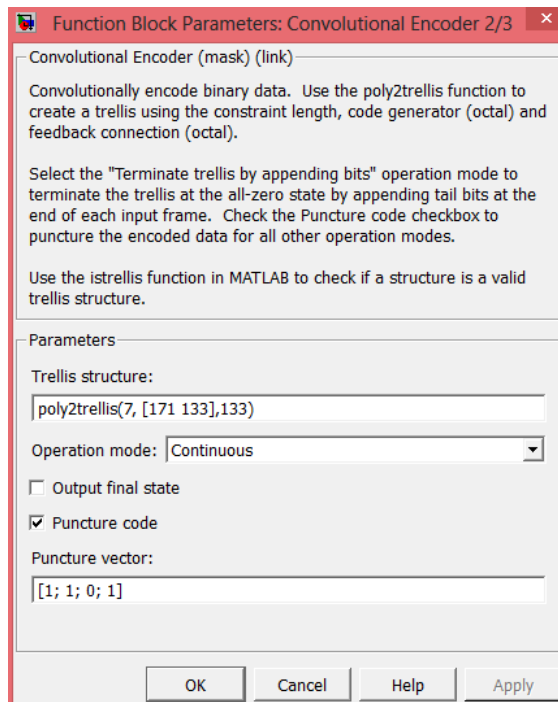 Function Block Parameters: Convolutional Encoder 2/3
Convolutional Encoder (mask) (link)
Convolutionally encode binary data.  Use the poly2trellis function to
create a trellis using the constraint length, code generator (octal) and
feedback connection (octal).
Select the "Terminate trellis by appending bits" operation mode to
terminate the trellis at the all-zero state by appending tail bits at the
end of each input frame.  Check the Puncture code checkbox to
puncture the encoded data for all other operation modes.
Use the istrellis function in MATLAB to check if a structure is a valid
trellis structure.
Parameters
Trellis structure:
poly2trellis(7, [171 133],133)
Operation mode: Continuous
Output final state
Puncture code
Puncture vector:
[1; 1; 0; 1]
OK Cancel Help Apply